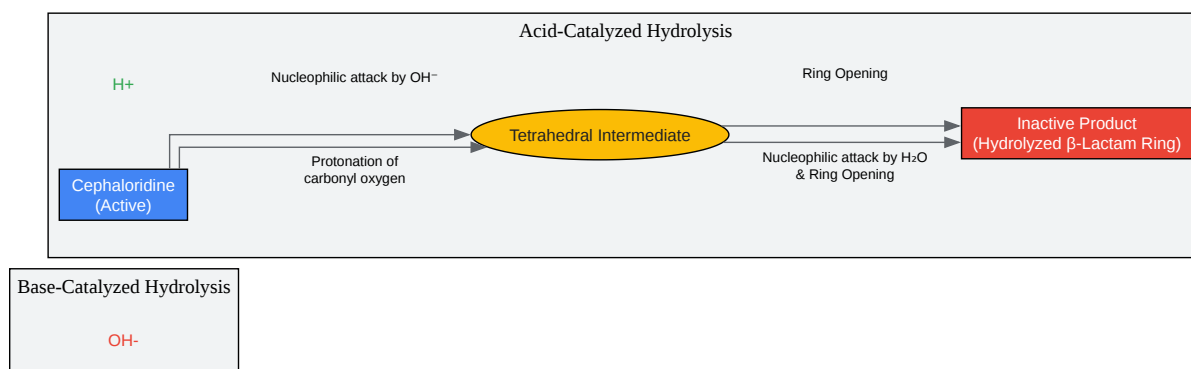 Acid-Catalyzed Hydrolysis
H+
Nucleophilic attack by OH⁻
Ring Opening
Tetrahedral Intermediate
Inactive Product
(Hydrolyzed β-Lactam Ring)
Protonation of
carbonyl oxygen
Nucleophilic attack by H₂O
& Ring Opening
Cephaloridine
(Active)
Base-Catalyzed Hydrolysis
OH-